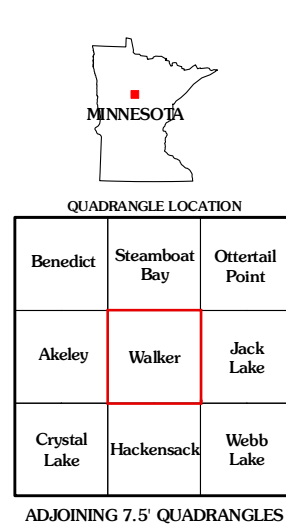 MINNESOTA
QUADRANGLE LOCATION
Benedict
Steamboat
Bay
Ottertail
Point
Akeley
Walker
Jack
Lake
Crystal
Lake
Hackensack
Webb
Lake
ADJOINING 7.5' QUADRANGLES